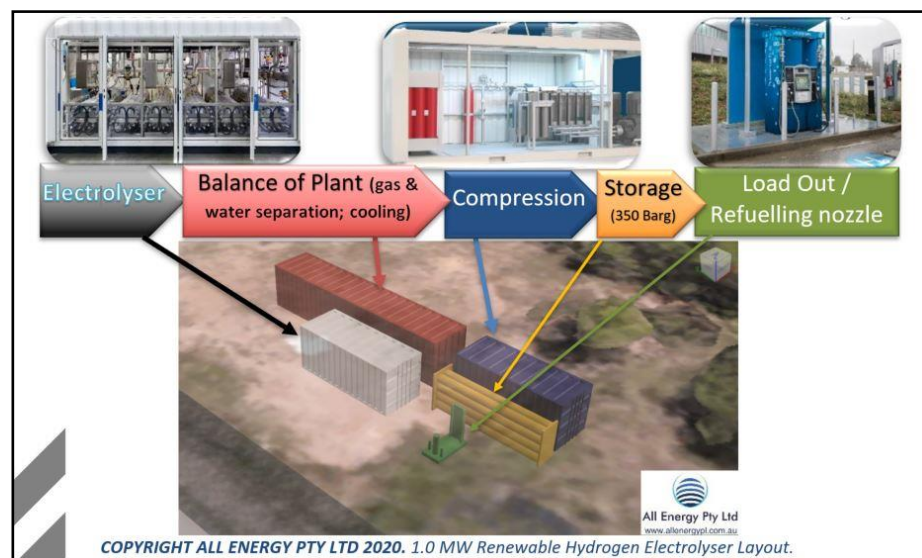 Electrolyser
Balance of Plant (gas &
water separation; cooling)
Compression
Storage
(350 Barg)
Load Out /
Refuelling nozzle
All Energy Pty Ltd
www.allenergypl.com.au
COPYRIGHT ALL ENERGY PTY LTD 2020. 1.0 MW Renewable Hydrogen Electrolyser Layout.